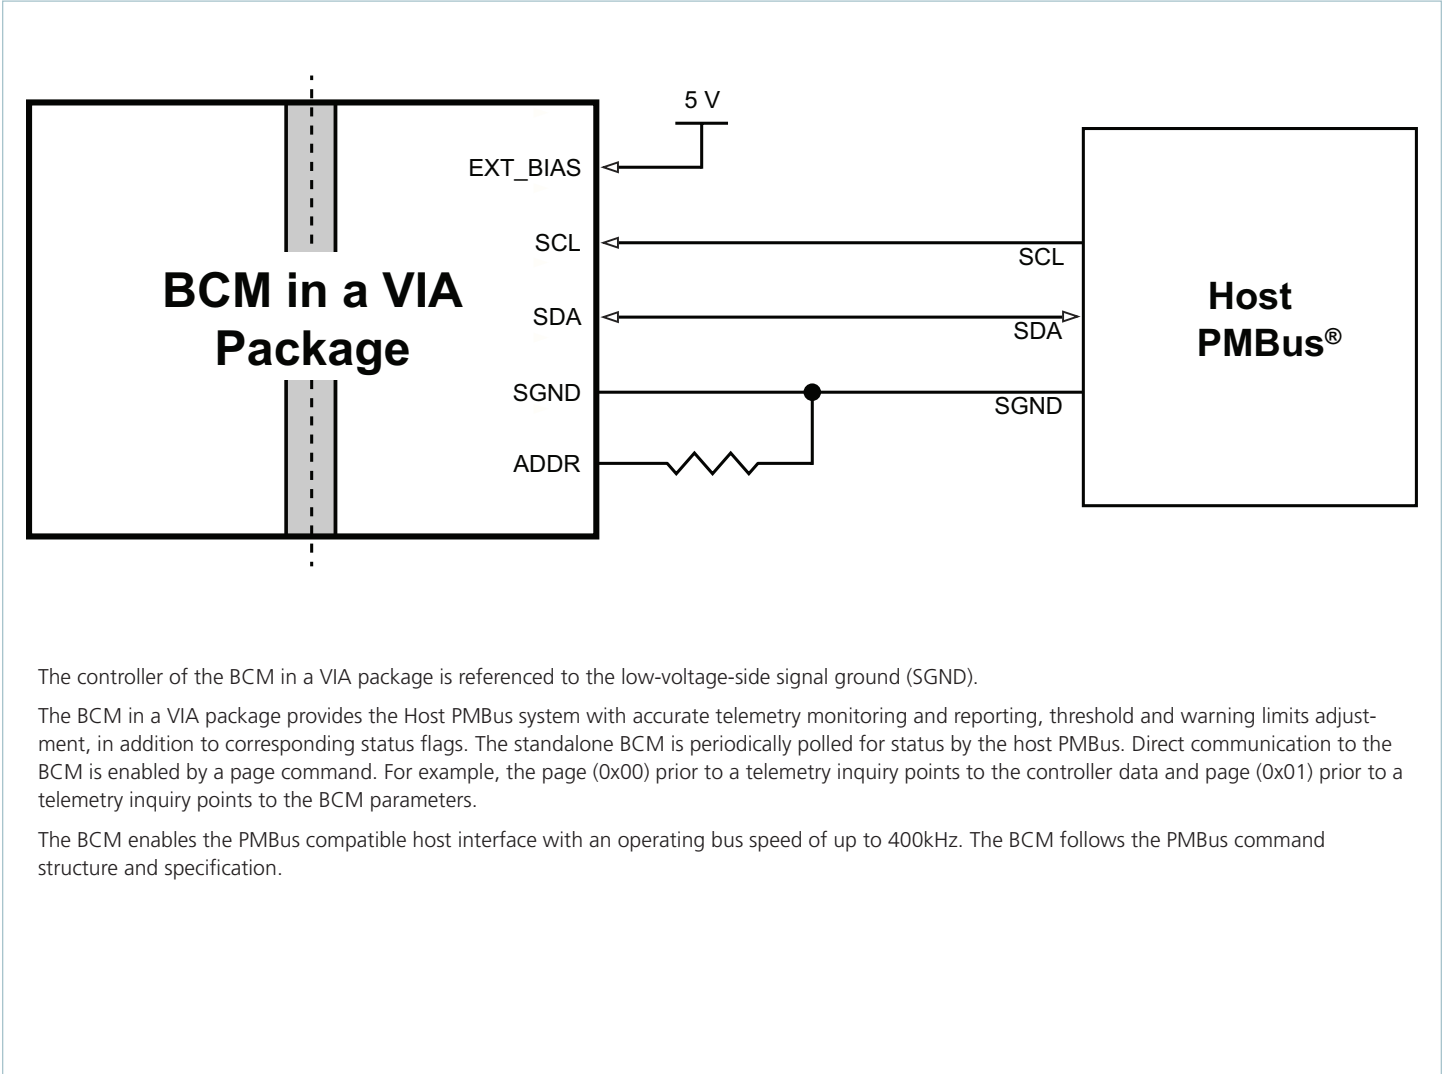 5 V
EXT_BIAS
SCL
SCL
BCM in a VIA
Package
Host
PMBus®
SDA
SDA
SGND
SGND
ADDR
The controller of the BCM in a VIA package is referenced to the low-voltage-side signal ground (SGND).
The BCM in a VIA package provides the Host PMBus system with accurate telemetry monitoring and reporting, threshold and warning limits adjust-
ment, in addition to corresponding status flags. The standalone BCM is periodically polled for status by the host PMBus. Direct communication to the
BCM is enabled by a page command. For example, the page (0x00) prior to a telemetry inquiry points to the controller data and page (0x01) prior to a
telemetry inquiry points to the BCM parameters.
The BCM enables the PMBus compatible host interface with an operating bus speed of up to 400kHz. The BCM follows the PMBus command
structure and specification.